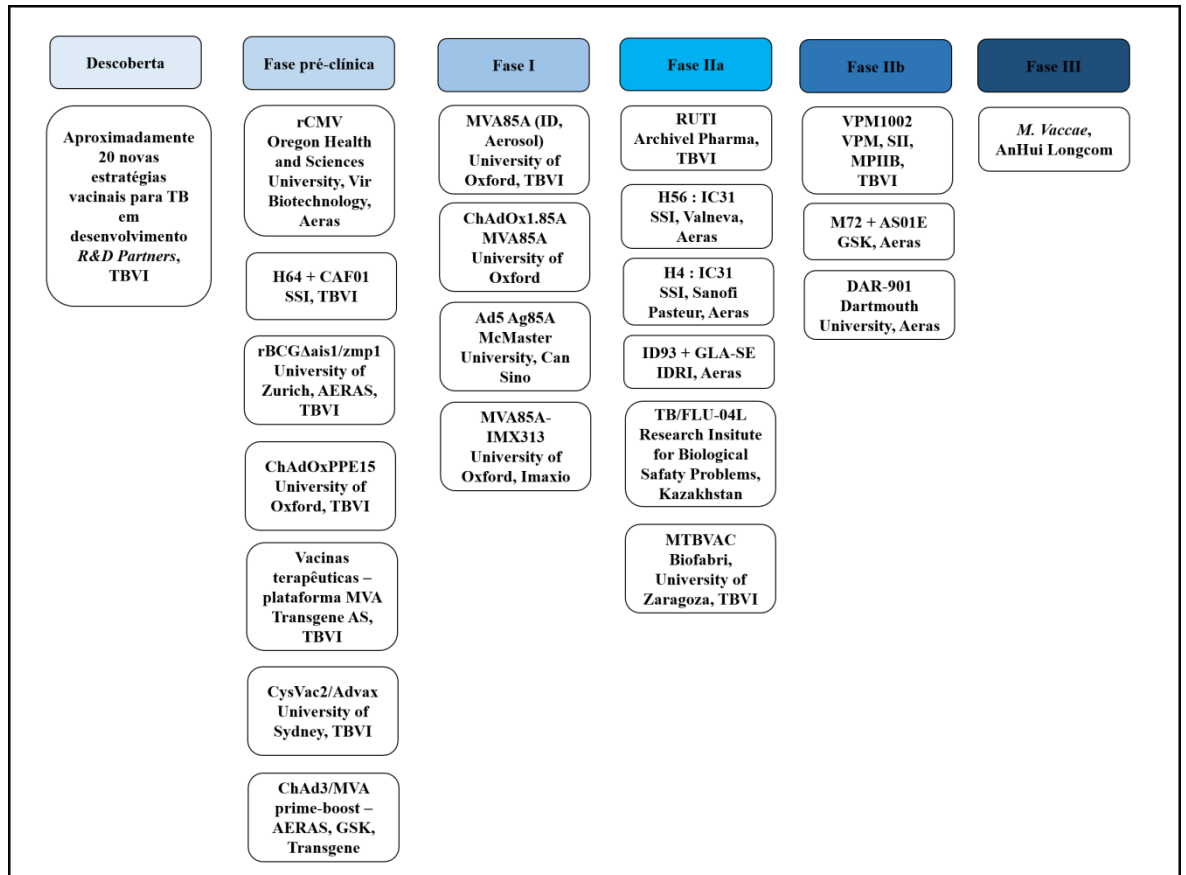 Descoberta
Aproximadamente
20 novas
estratégias
vacinais para TB
em
desenvolvimento
R&D Partners,
TBVI
Fase pré-clínica
rCMV
Oregon Health
and Sciences
University, Vir
Biotechnology,
Aeras
H64 + CAF01
SSI, TBVI
rBCGΔais1/zmp1
University of
Zurich, AERAS,
TBVI
ChAdOxPPE15
University of
Oxford, TBVI
Vacinas
terapêuticas –
plataforma MVA
Transgene AS,
TBVI
CysVac2/Advax
University of
Sydney, TBVI
ChAd3/MVA
prime-boost –
AERAS, GSK,
Transgene
Fase I
MVA85A (ID,
Aerosol)
University of
Oxford, TBVI
ChAdOx1.85A
MVA85A
University of
Oxford
Ad5 Ag85A
McMaster
University, Can
Sino
MVA85A-
IMX313
University of
Oxford, Imaxio
Fase IIa
RUTI
Archivel Pharma,
TBVI
H56 : IC31
SSI, Valneva,
Aeras
H4 : IC31
SSI, Sanofi
Pasteur, Aeras
ID93 + GLA-SE
IDRI, Aeras
TB/FLU-04L
Research Insitute
for Biological
Safaty Problems,
Kazakhstan
MTBVAC
Biofabri,
University of
Zaragoza, TBVI
Fase IIb
VPM1002
VPM, SII,
MPIIB,
TBVI
M72 + AS01E
GSK, Aeras
DAR-901
Dartmouth
University, Aeras
Fase III
M. Vaccae,
AnHui Longcom